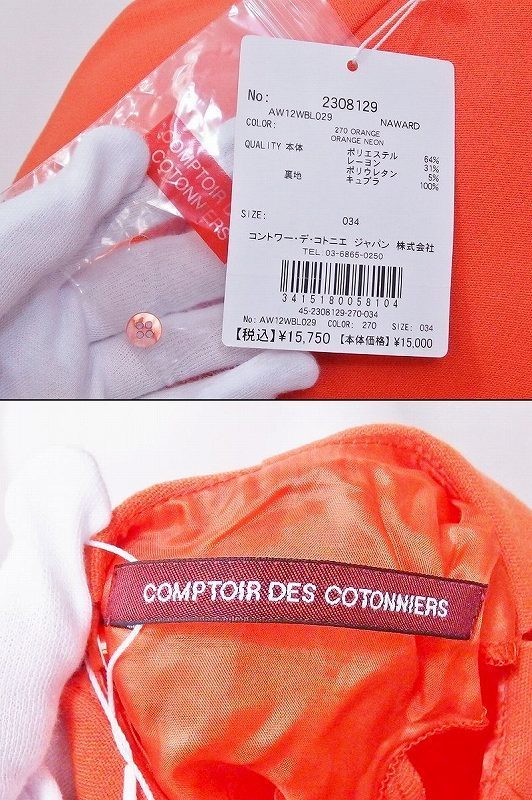 No: 2308129
AW12WBL029 NAWARD
COLOR: 270 ORANGE
ORANGE NEON
QUALITY 本体 ポリエステル 64%
レーヨン 31%
ポリウレタン 5%
裏地 キュプラ 100%
SIZE: 034
コントワー・デ・コトニエ ジャパン 株式会社
TEL: 03-6865-0250
3415180058104
45-2308129-270-034
No: AW12WBL029 COLOR: 270 SIZE: 034
【税込】¥15,750 【本体価格】¥15,000
COMPTOIR DES
COTONNIERS
COMPTOIR DES COTONNIERS